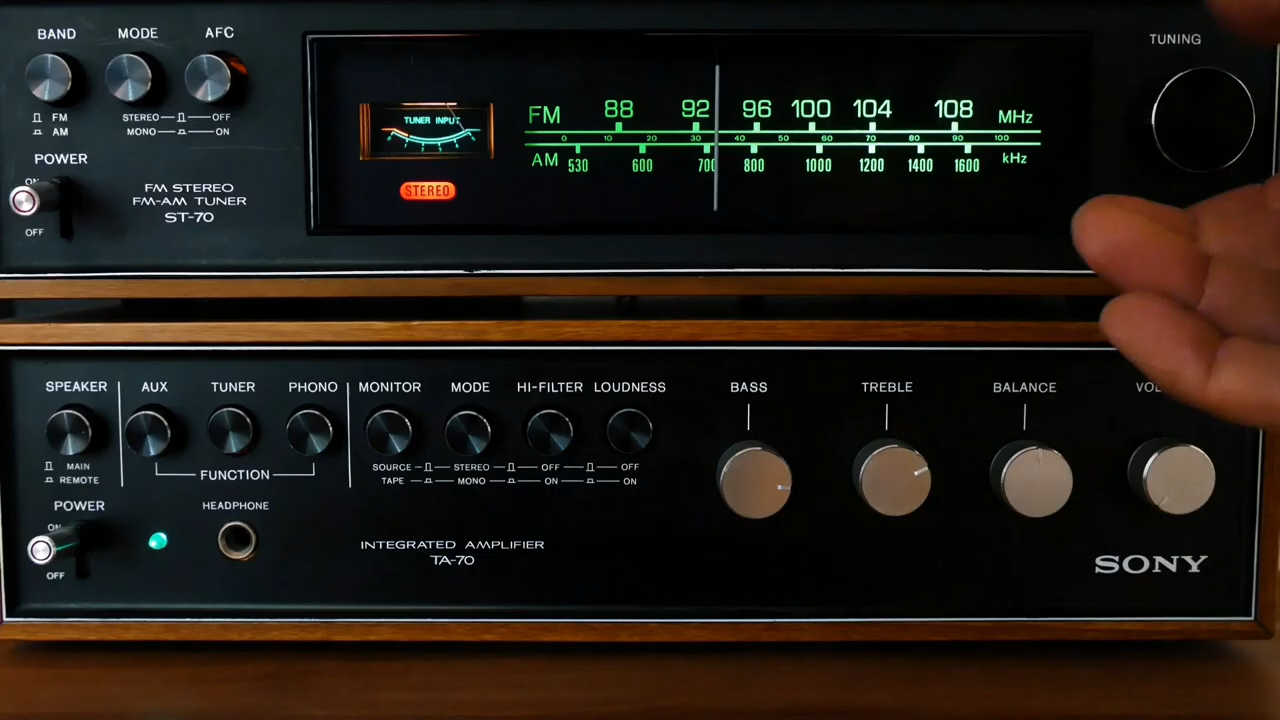 BAND MODE AFC TUNING
FM STEREO OFF
AM MONO ON
POWER
ON
OFF
FM STEREO
FM-AM TUNER
ST-70
TUNER INPUT
STEREO
FM 88 92 96 100 104 108 MHz
0 10 20 30 40 50 60 70 80 90 100
AM 530 600 700 800 1000 1200 1400 1600 kHz
SPEAKER AUX TUNER PHONO MONITOR MODE HI-FILTER LOUDNESS BASS TREBLE BALANCE
MAIN
REMOTE
FUNCTION
SOURCE STEREO OFF OFF
TAPE MONO ON ON
POWER
ON
OFF
HEADPHONE
INTEGRATED AMPLIFIER
TA-70
SONY